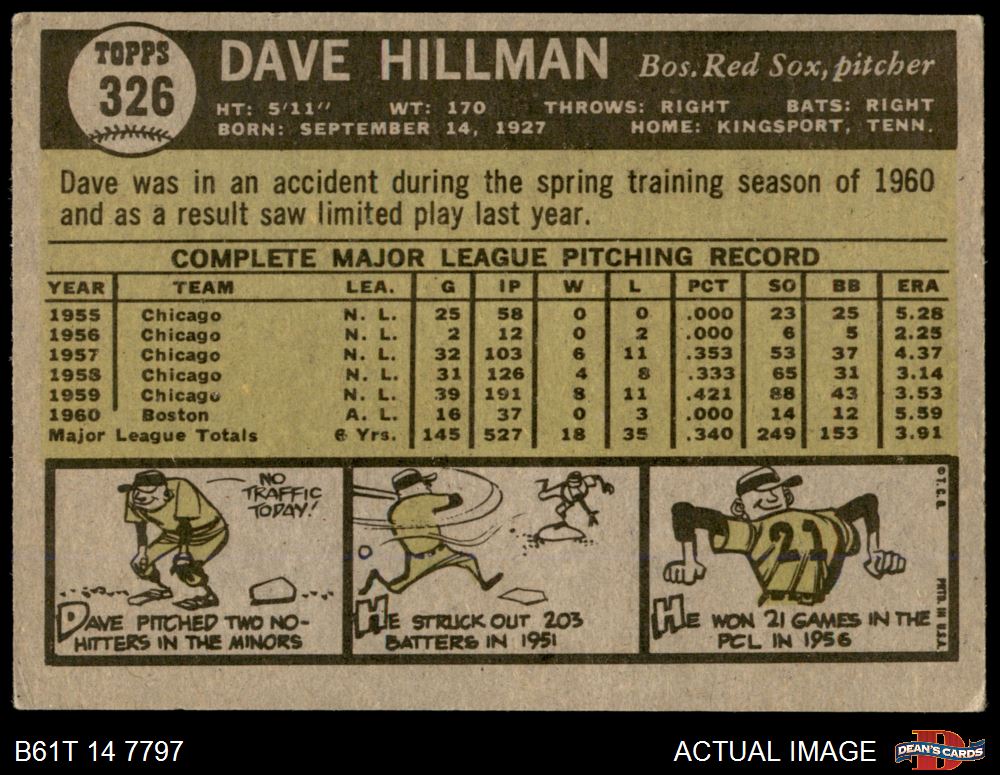 TOPPS
326
DAVE HILLMAN Bos. Red Sox, pitcher
HT: 5'11" WT: 170 THROWS: RIGHT BATS: RIGHT
BORN: SEPTEMBER 14, 1927 HOME: KINGSPORT, TENN.
Dave was in an accident during the spring training season of 1960
and as a result saw limited play last year.
COMPLETE MAJOR LEAGUE PITCHING RECORD
YEAR TEAM LEA. G IP W L PCT SO BB ERA
1955 Chicago N. L. 25 58 0 0 .000 23 25 5.28
1956 Chicago N. L. 2 12 0 2 .000 6 5 2.25
1957 Chicago N. L. 32 103 6 11 .353 53 37 4.37
1958 Chicago N. L. 31 126 4 8 .333 65 31 3.14
1959 Chicago N. L. 39 191 8 11 .421 88 43 3.53
1960 Boston A. L. 16 37 0 3 .000 14 12 5.59
Major League Totals 6 Yrs. 145 527 18 35 .340 249 153 3.91
NO
TRAFFIC
TODAY!
DAVE PITCHED TWO NO-
HITTERS IN THE MINORS
HE STRUCK OUT 203
BATTERS IN 1951
21
HE WON 21 GAMES IN THE
PCL IN 1956
© T.C.G.
PRTD. IN U.S.A.
B61T 14 7797
ACTUAL IMAGE
D
DEAN'S CARDS